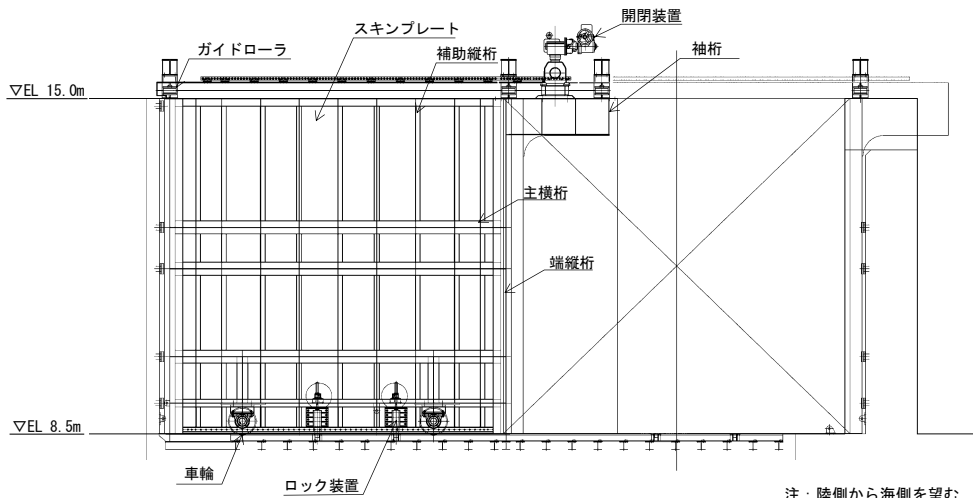 開閉装置
スキンプレート
ガイドローラ
補助縦桁
袖桁
▽EL 15.0m
主横桁
端縦桁
▽EL 8.5m
車輪
ロック装置
注：陸側から海側を望む